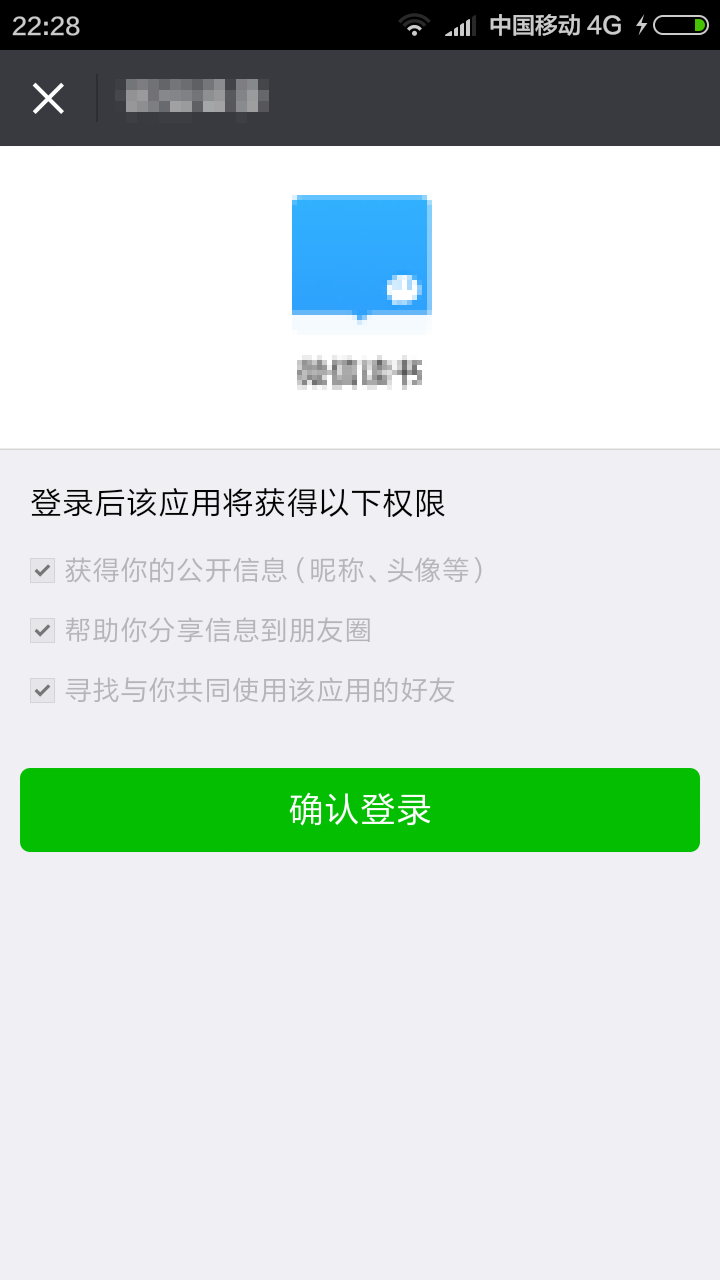 22:28 中国移动 4G
微信读书
登录后该应用将获得以下权限
获得你的公开信息(昵称、头像等)
帮助你分享信息到朋友圈
寻找与你共同使用该应用的好友
确认登录